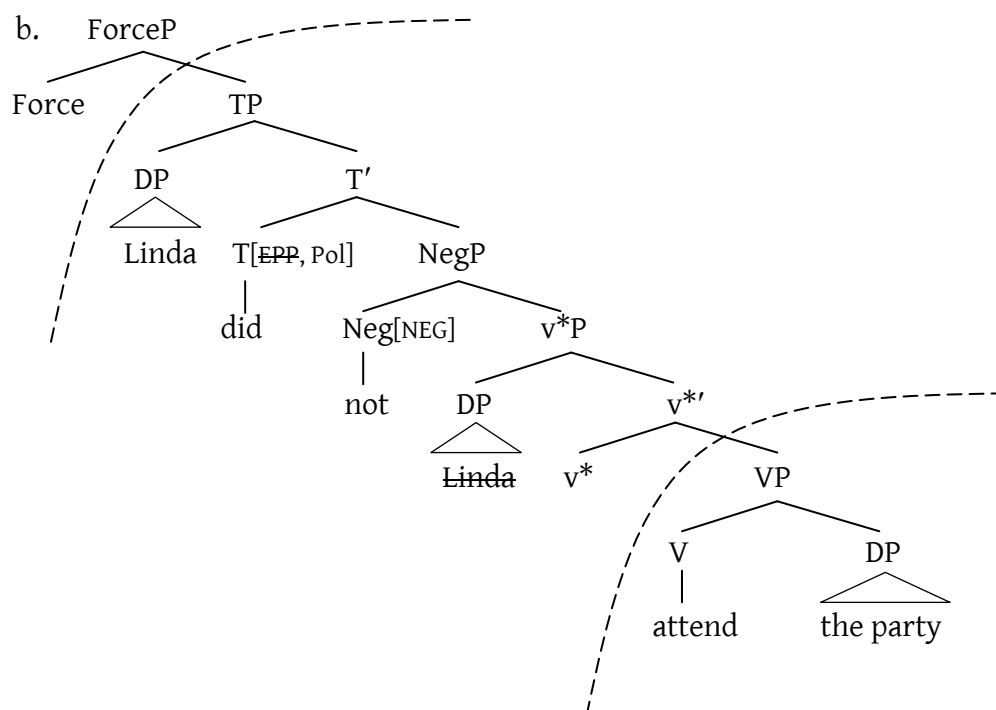 b. ForceP
Force TP
DP T′
Linda T[EPP, Pol] NegP
did Neg[NEG] v*P
not DP v*′
Linda v* VP
V DP
attend the party